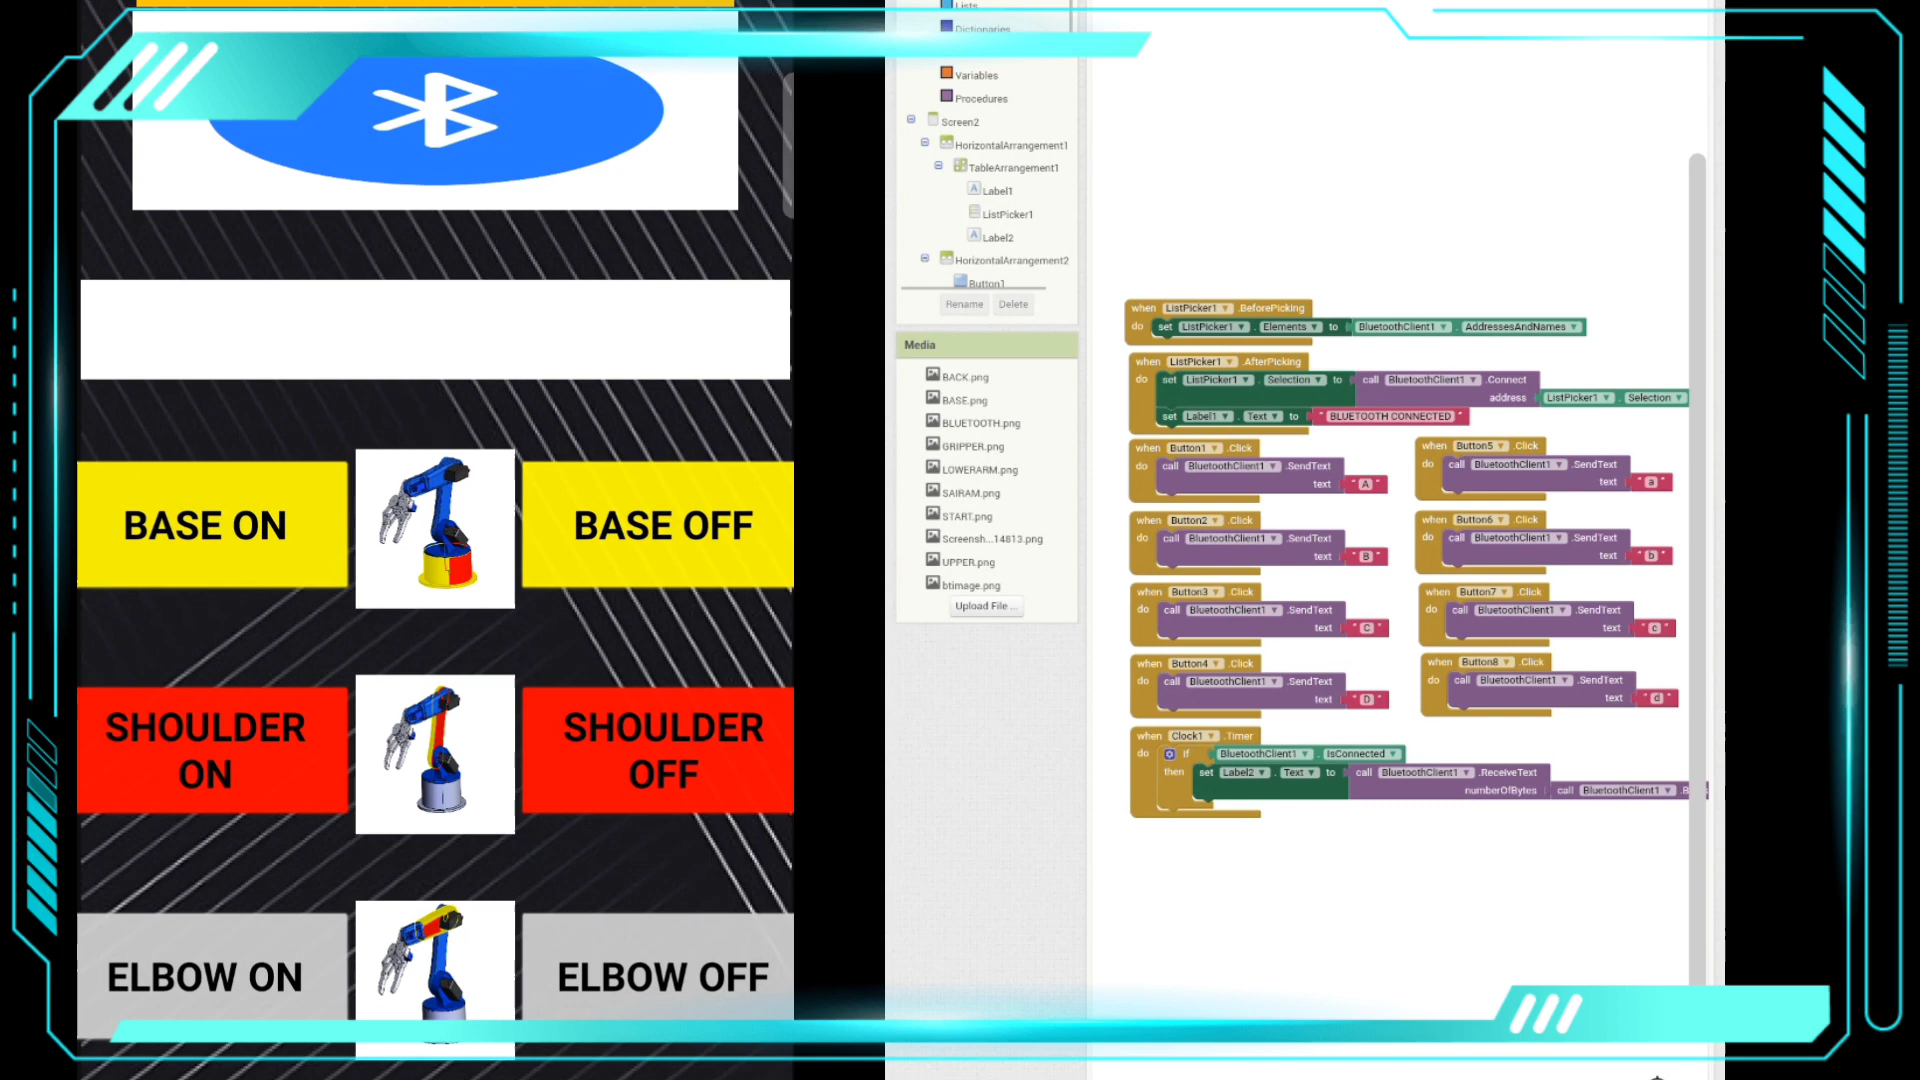 BASE ON
BASE OFF
SHOULDER
ON
SHOULDER
OFF
ELBOW ON
ELBOW OFF
Lists
Dictionaries
Variables
Procedures
Screen2
HorizontalArrangement1
TableArrangement1
Label1
ListPicker1
Label2
HorizontalArrangement2
Button1
Rename Delete
Media
BACK.png
BASE.png
BLUETOOTH.png
GRIPPER.png
LOWERARM.png
SAIRAM.png
START.png
Screensh...14813.png
UPPER.png
btimage.png
Upload File ...
when ListPicker1 .BeforePicking
do set ListPicker1 . Elements to BluetoothClient1 . AddressesAndNames
when ListPicker1 .AfterPicking
do set ListPicker1 . Selection to call BluetoothClient1 .Connect
address ListPicker1 . Selection
set Label1 . Text to " BLUETOOTH CONNECTED "
when Button1 .Click
do call BluetoothClient1 .SendText
text " A "
when Button5 .Click
do call BluetoothClient1 .SendText
text " a "
when Button2 .Click
do call BluetoothClient1 .SendText
text " B "
when Button6 .Click
do call BluetoothClient1 .SendText
text " b "
when Button3 .Click
do call BluetoothClient1 .SendText
text " C "
when Button7 .Click
do call BluetoothClient1 .SendText
text " c "
when Button4 .Click
do call BluetoothClient1 .SendText
text " D "
when Button8 .Click
do call BluetoothClient1 .SendText
text " d "
when Clock1 .Timer
do if BluetoothClient1 . IsConnected
then set Label2 . Text to call BluetoothClient1 .ReceiveText
numberOfBytes call BluetoothClient1